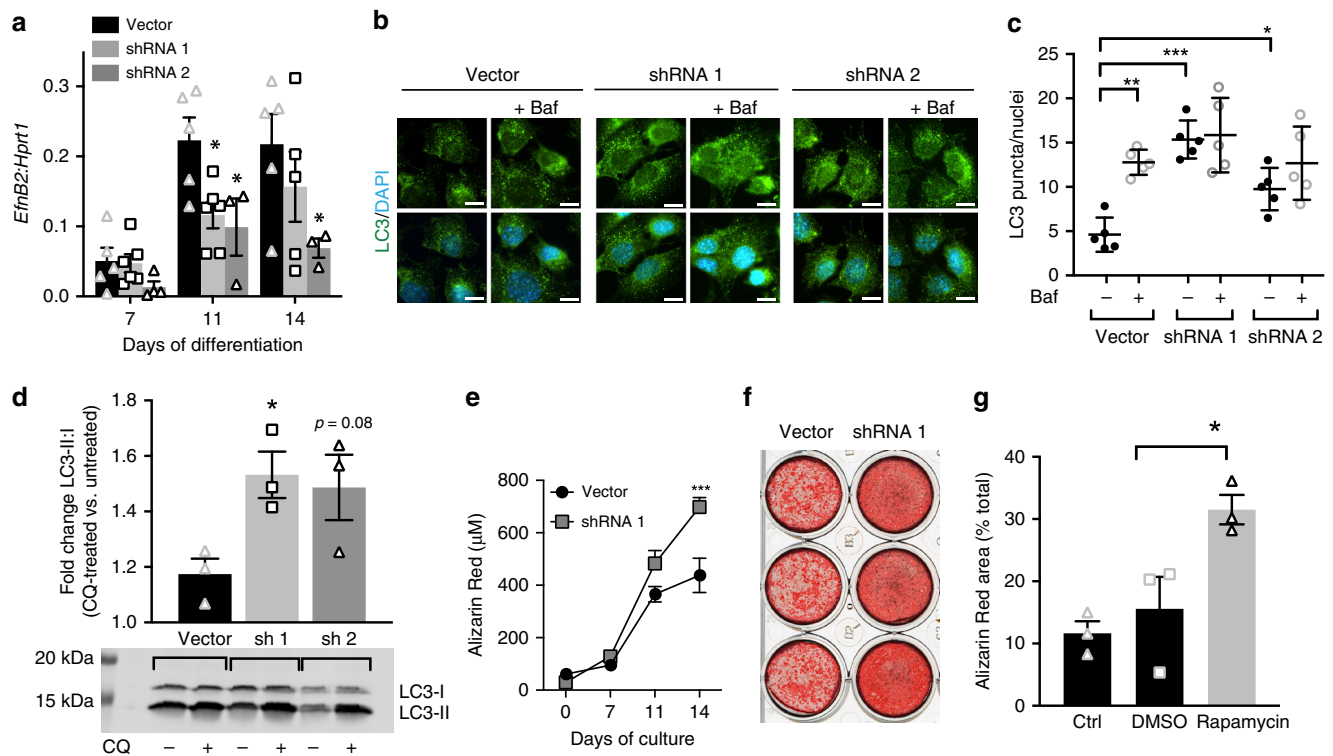 a
Vector
shRNA 1
shRNA 2
EfnB2:Hprt1
0.3
0.2
0.1
0.0
*
*
*
7 11 14
Days of differentiation
b
Vector shRNA 1 shRNA 2
+ Baf + Baf + Baf
LC3/DAPI
c
LC3 puncta/nuclei
25
20
15
10
5
0
*
***
**
Baf – + – + – +
Vector shRNA 1 shRNA 2
d
Fold change LC3-II:I
(CQ-treated vs. untreated)
1.8
1.6
1.4
1.2
1.0
*
p = 0.08
Vector sh 1 sh 2
20 kDa
15 kDa
LC3-I
LC3-II
CQ – + – + – +
e
Alizarin Red (µM)
800
600
400
200
0
Vector
shRNA 1
***
0 7 11 14
Days of culture
f
Vector shRNA 1
B3
B2
g
Alizarin Red area (% total)
40
30
20
10
0
*
Ctrl DMSO Rapamycin